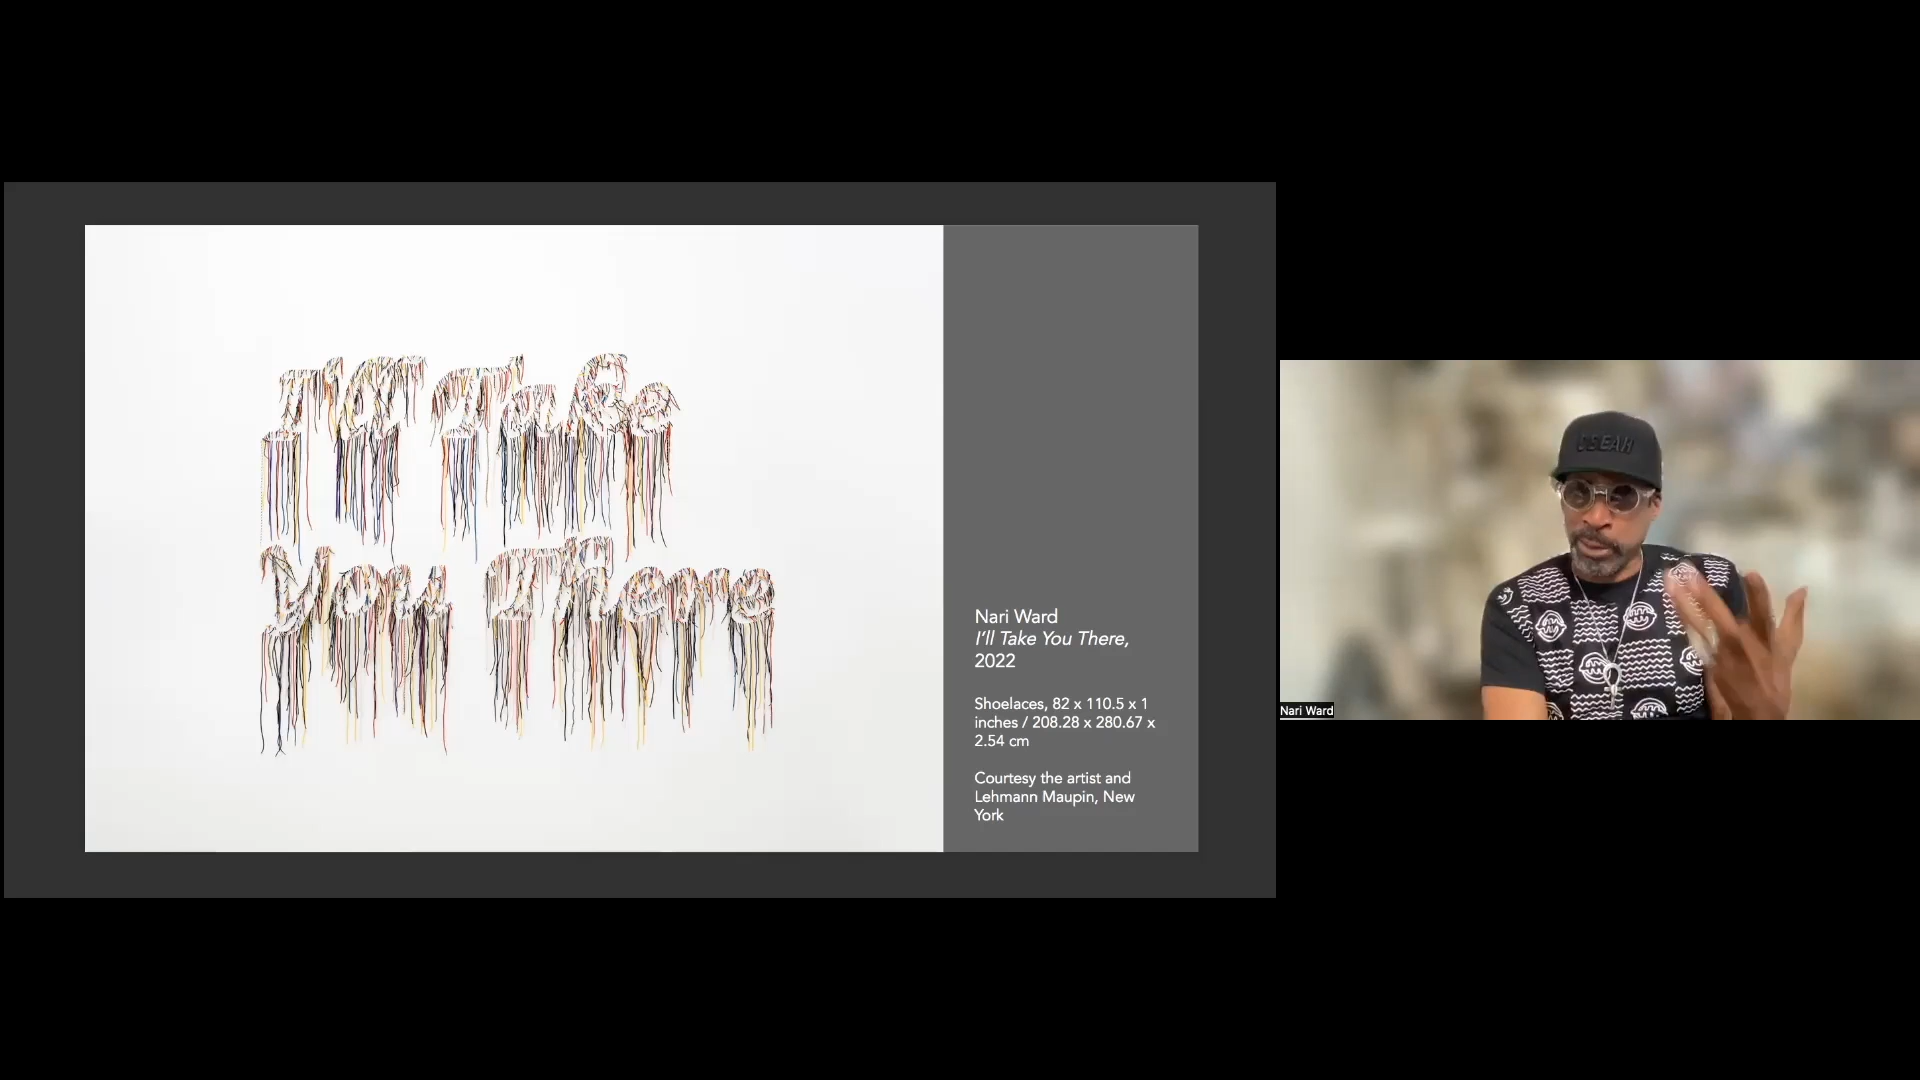 I'll Take
You There
Nari Ward
I'll Take You There,
2022
Shoelaces, 82 x 110.5 x 1
inches / 208.28 x 280.67 x
2.54 cm
Courtesy the artist and
Lehmann Maupin, New
York
Nari Ward